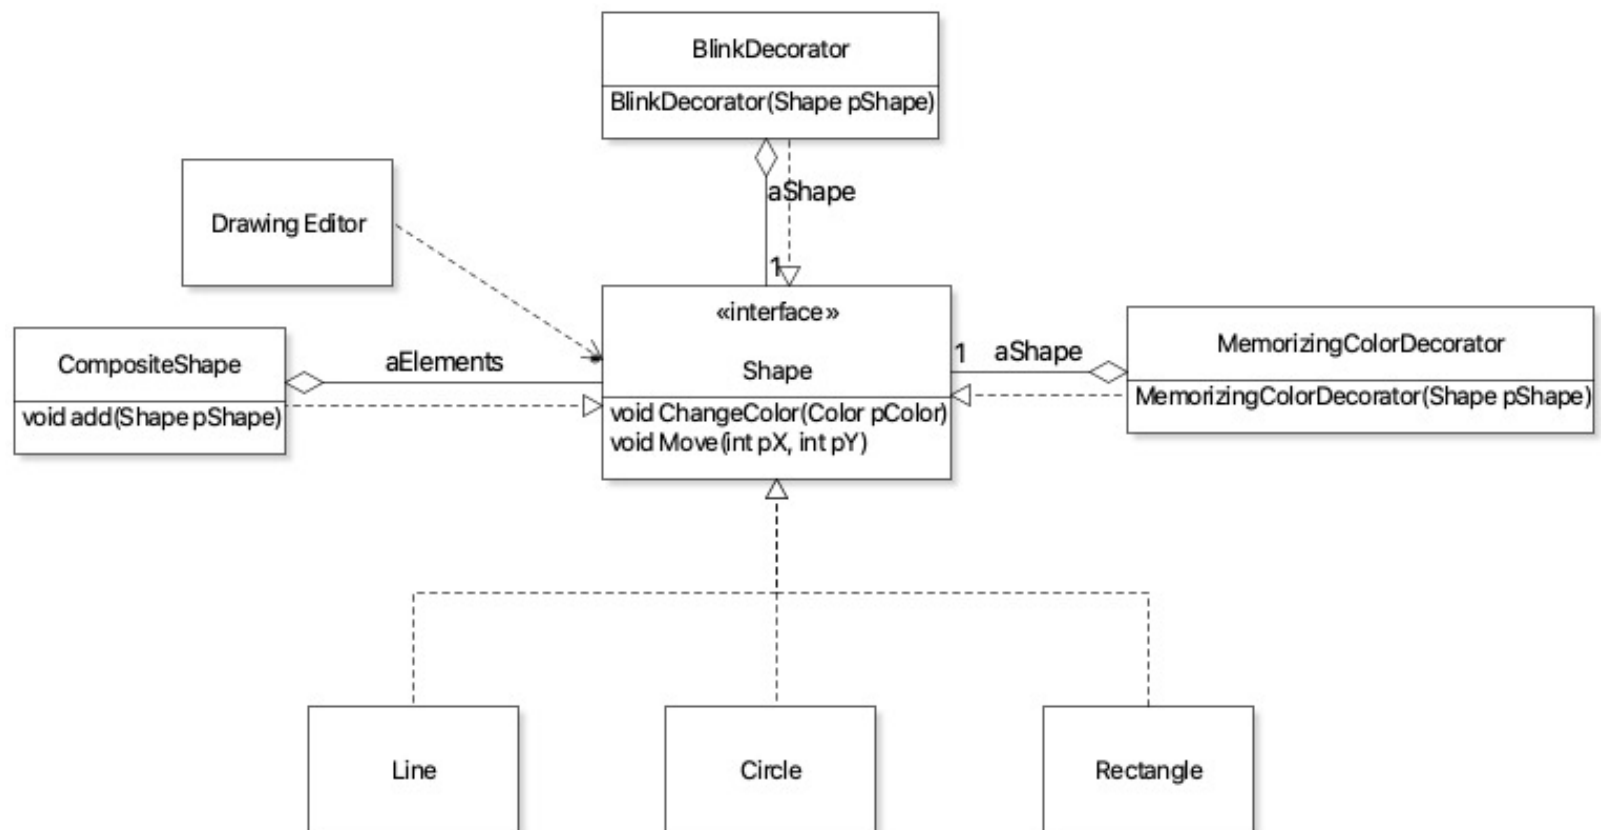 BlinkDecorator
BlinkDecorator(Shape pShape)
aShape
1
Drawing Editor
«interface»
Shape
void ChangeColor(Color pColor)
void Move(int pX, int pY)
CompositeShape
void add(Shape pShape)
aElements
1
aShape
MemorizingColorDecorator
MemorizingColorDecorator(Shape pShape)
Line
Circle
Rectangle